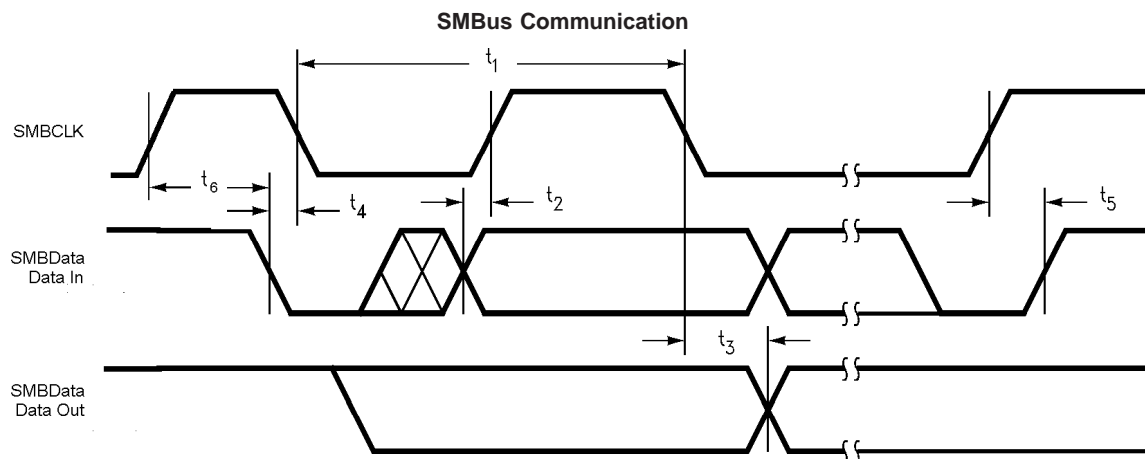 SMBus Communication
t1
SMBCLK
t6
t4
t2
t5
SMBData
Data In
t3
SMBData
Data Out